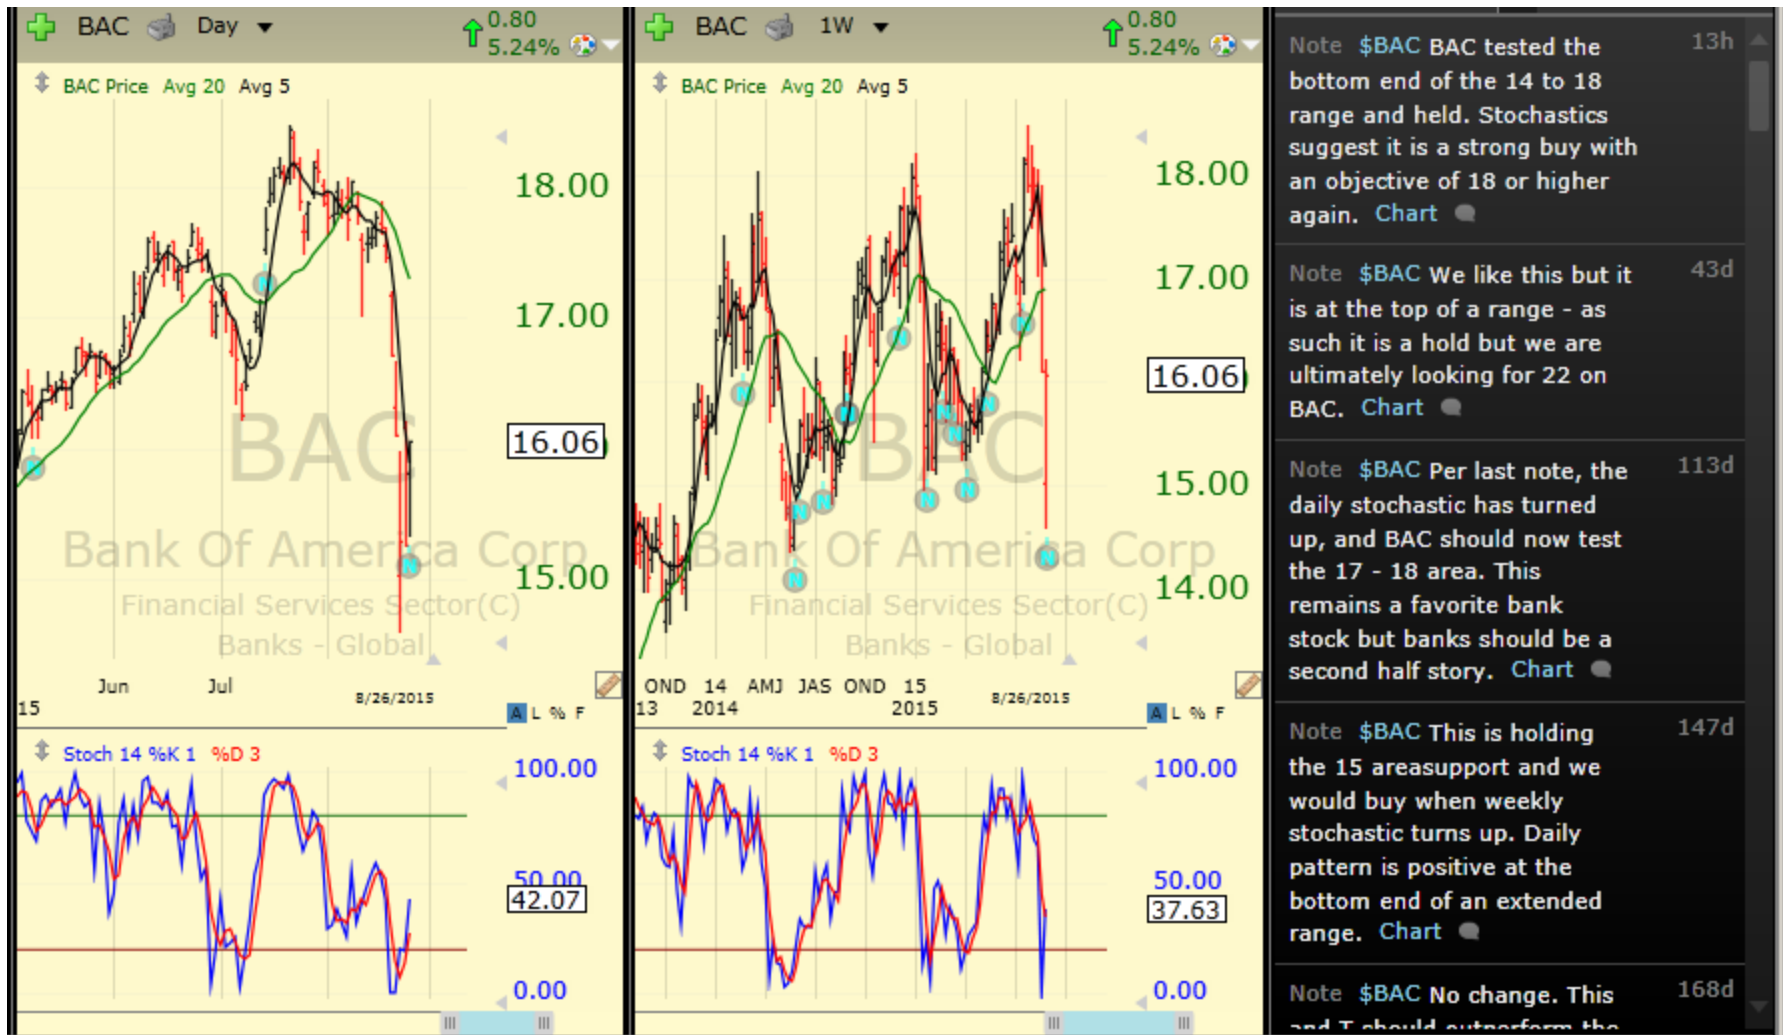 BAC Day
0.80
5.24%
BAC Price Avg 20 Avg 5
18.00
17.00
16.06
15.00
BAC
Bank Of America Corp
Financial Services Sector(C)
Banks - Global
Jun Jul 8/26/2015
15
A L % F
Stoch 14 %K 1 %D 3
100.00
50.00
42.07
0.00
BAC 1W
0.80
5.24%
BAC Price Avg 20 Avg 5
18.00
17.00
16.06
15.00
14.00
BAC
Bank Of America Corp
Financial Services Sector(C)
Banks - Global
OND 14 AMJ JAS OND 15 8/26/2015
13 2014 2015
A L % F
Stoch 14 %K 1 %D 3
100.00
50.00
37.63
0.00
Note $BAC BAC tested the 13h
bottom end of the 14 to 18
range and held. Stochastics
suggest it is a strong buy with
an objective of 18 or higher
again. Chart
Note $BAC We like this but it 43d
is at the top of a range - as
such it is a hold but we are
ultimately looking for 22 on
BAC. Chart
Note $BAC Per last note, the 113d
daily stochastic has turned
up, and BAC should now test
the 17 - 18 area. This
remains a favorite bank
stock but banks should be a
second half story. Chart
Note $BAC This is holding 147d
the 15 areasupport and we
would buy when weekly
stochastic turns up. Daily
pattern is positive at the
bottom end of an extended
range. Chart
Note $BAC No change. This 168d
and T should outperform the